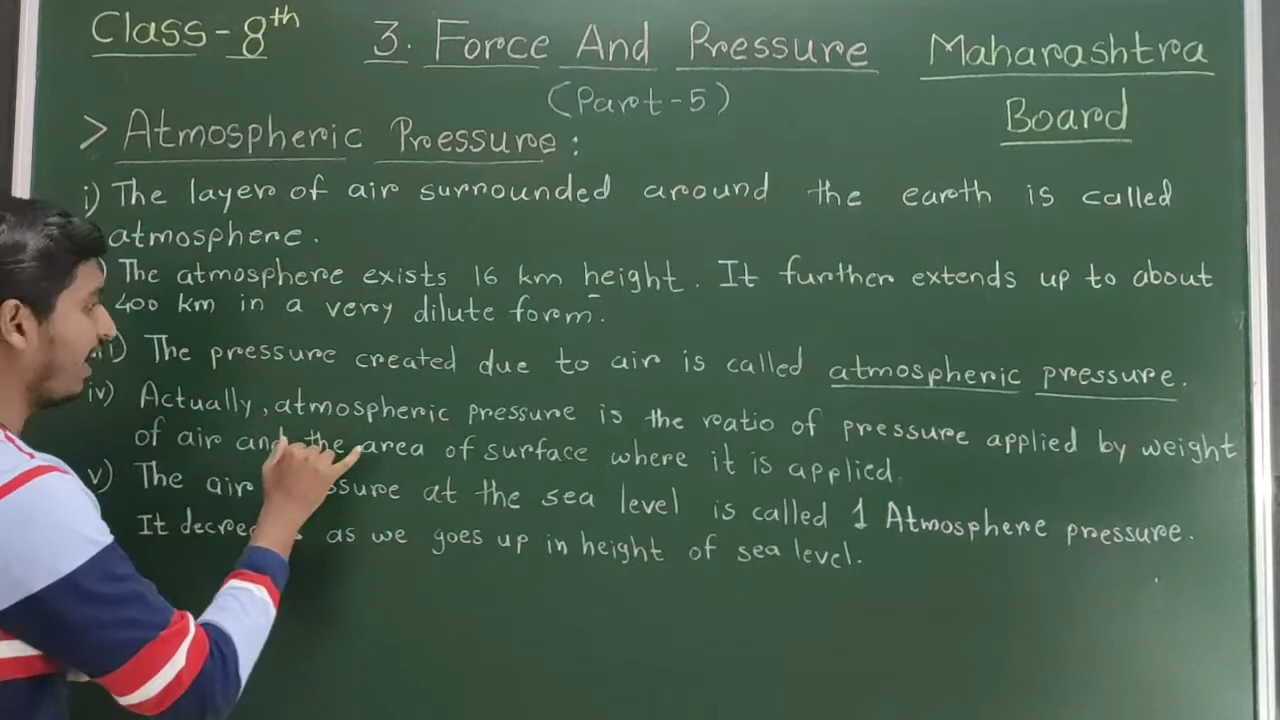 Class-8th 3. Force And Pressure Maharashtra
(Part-5) Board
> Atmospheric Pressure:
i) The layer of air surrounded around the earth is called
atmosphere.
) The atmosphere exists 16 km height. It further extends up to about
400 km in a very dilute form.
i) The pressure created due to air is called atmospheric pressure.
iv) Actually, atmospheric pressure is the ratio of pressure applied by weight
of air and the area of surface where it is applied.
v) The air ssure at the sea level is called 1 Atmosphere pressure.
It decrea as we goes up in height of sea level.